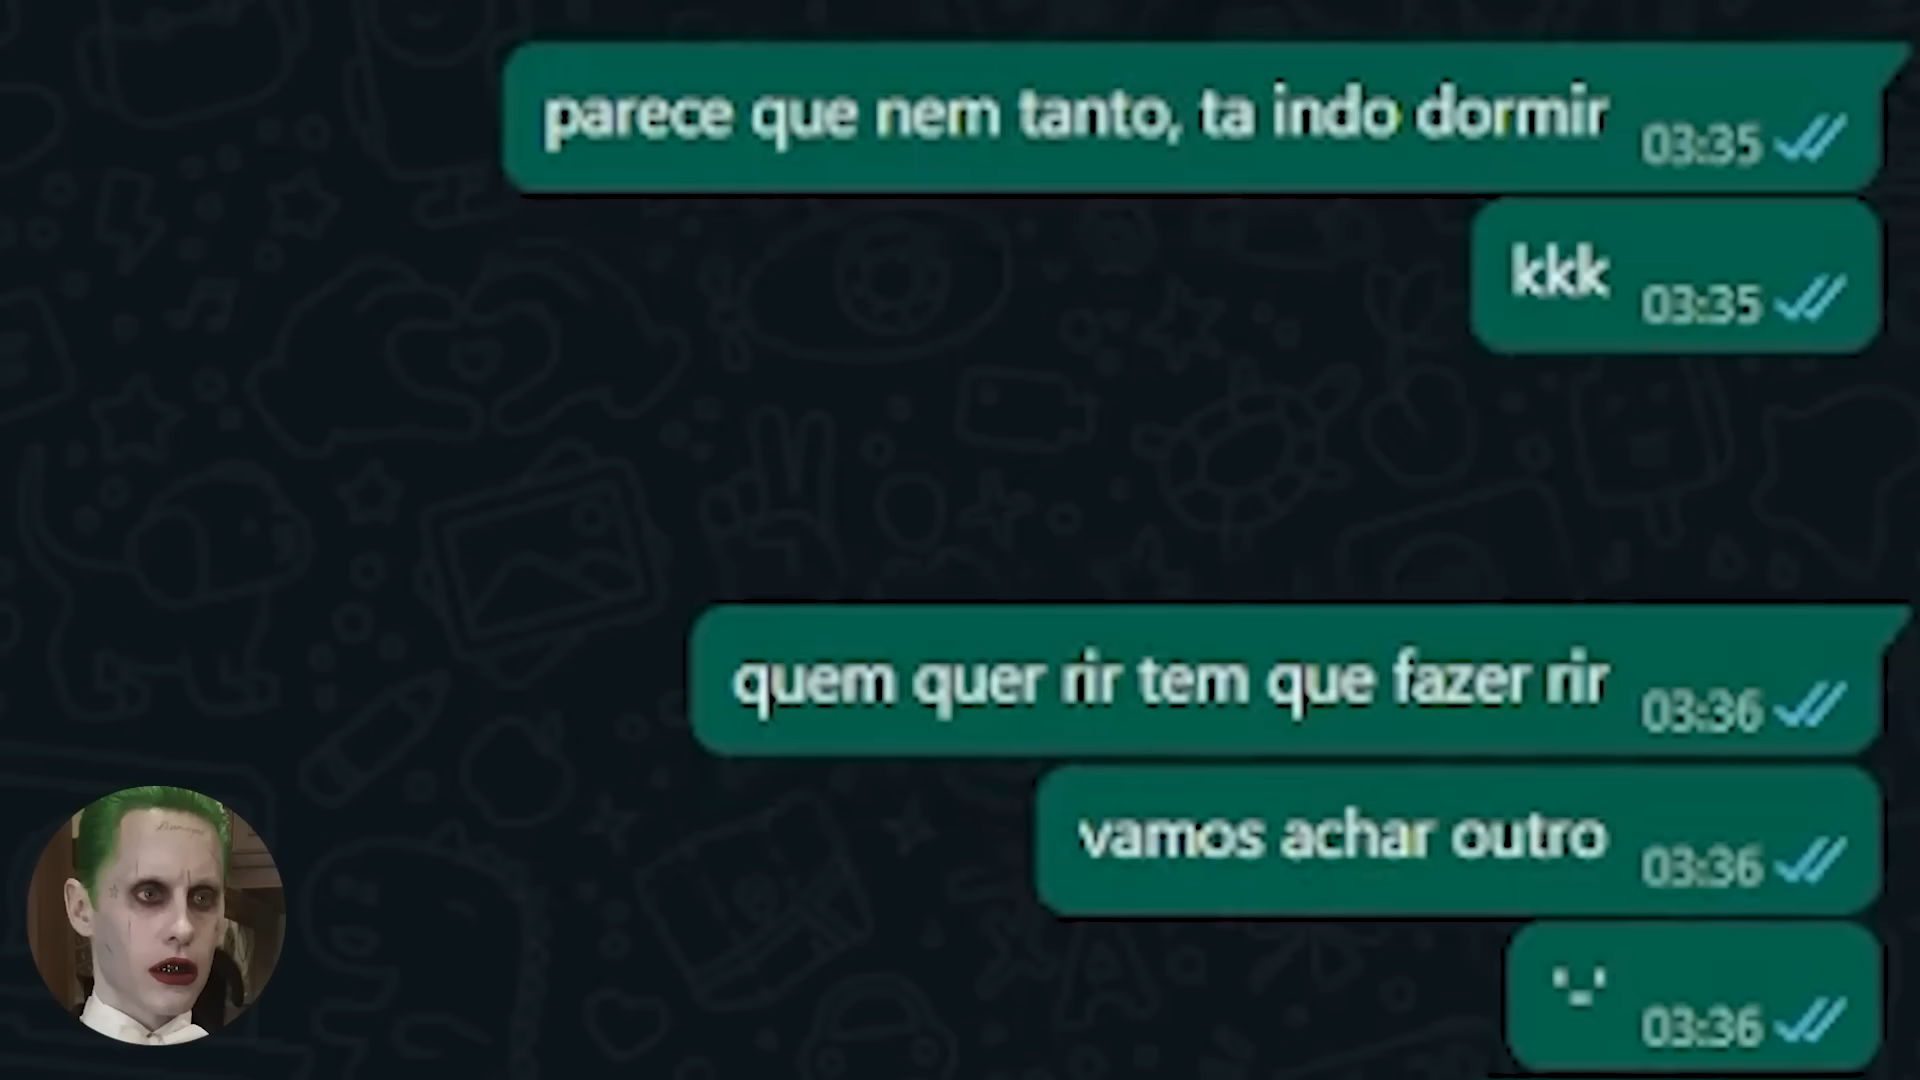 parece que nem tanto, ta indo dormir 03:35
kkk 03:35
quem quer rir tem que fazer rir 03:36
vamos achar outro 03:36
'-' 03:36